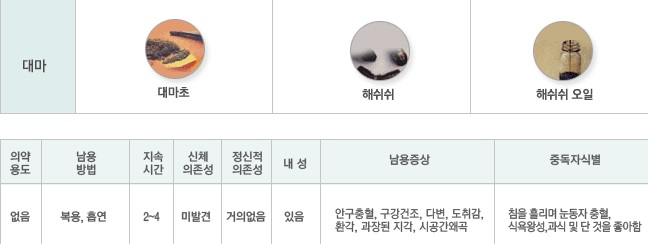 대마
대마초
해쉬쉬
해쉬쉬 오일
의약
용도
남용
방법
지속
시간
신체
의존성
정신적
의존성
내 성
남용증상
중독자식별
없음
복용, 흡연
2~4
미발견
거의없음
있음
안구충혈, 구강건조, 다변, 도취감,
환각, 과장된 지각, 시공간왜곡
침을 흘리며 눈동자 충혈,
식욕왕성,과식 및 단 것을 좋아함